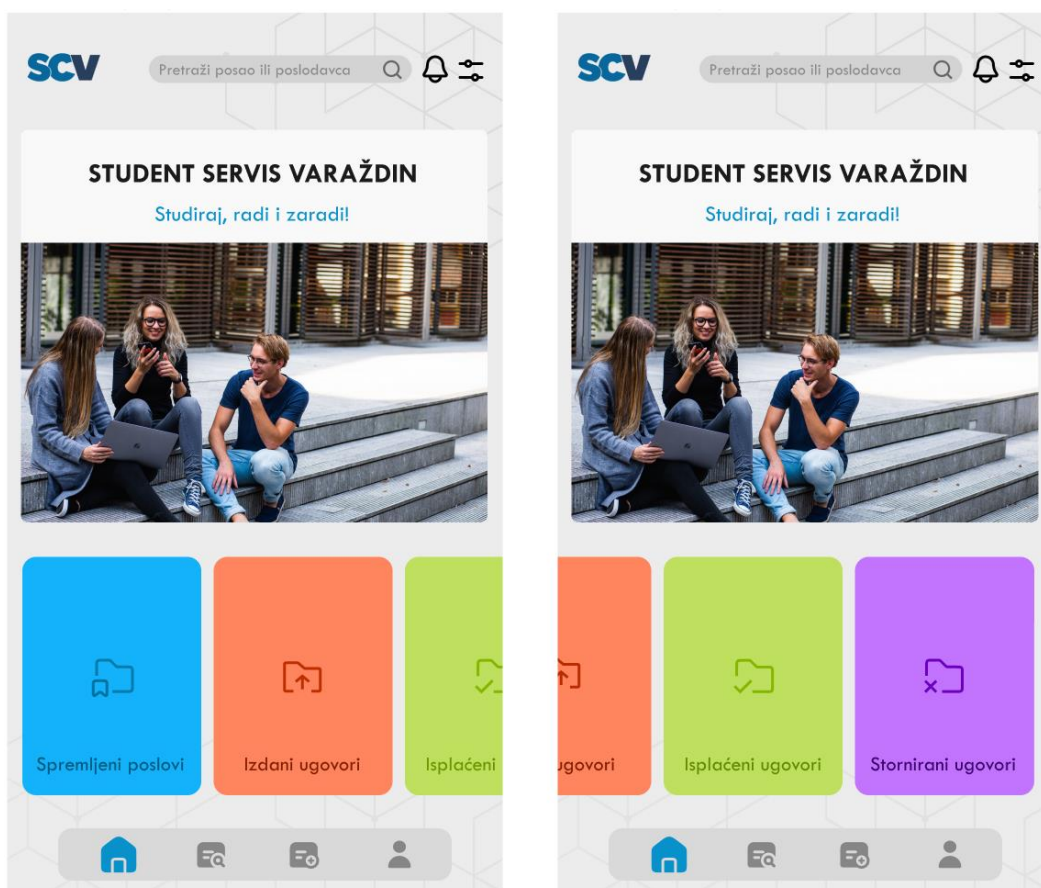 SCV
Pretraži posao ili poslodavca
STUDENT SERVIS VARAŽDIN
Studiraj, radi i zaradi!
Spremljeni poslovi
Izdani ugovori
Isplaćeni
SCV
Pretraži posao ili poslodavca
STUDENT SERVIS VARAŽDIN
Studiraj, radi i zaradi!
ugovori
Isplaćeni ugovori
Stornirani ugovori